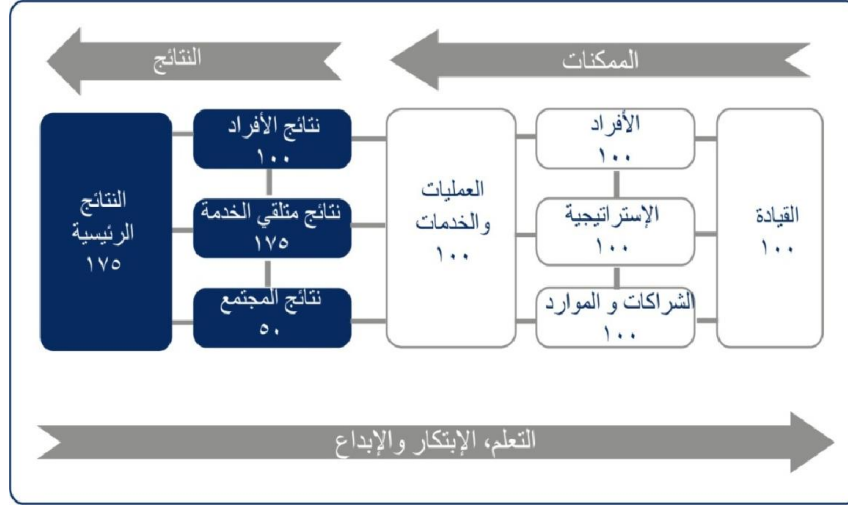 الممكنات
النتائج
القيادة
١٠٠
الأفراد
١٠٠
الإستراتيجية
١٠٠
الشراكات و الموارد
١٠٠
العمليات
والخدمات
١٠٠
نتائج الأفراد
١٠٠
نتائج متلقي الخدمة
١٧٥
نتائج المجتمع
٥٠
النتائج
الرئيسية
١٧٥
التعلم، الإبتكار والإبداع